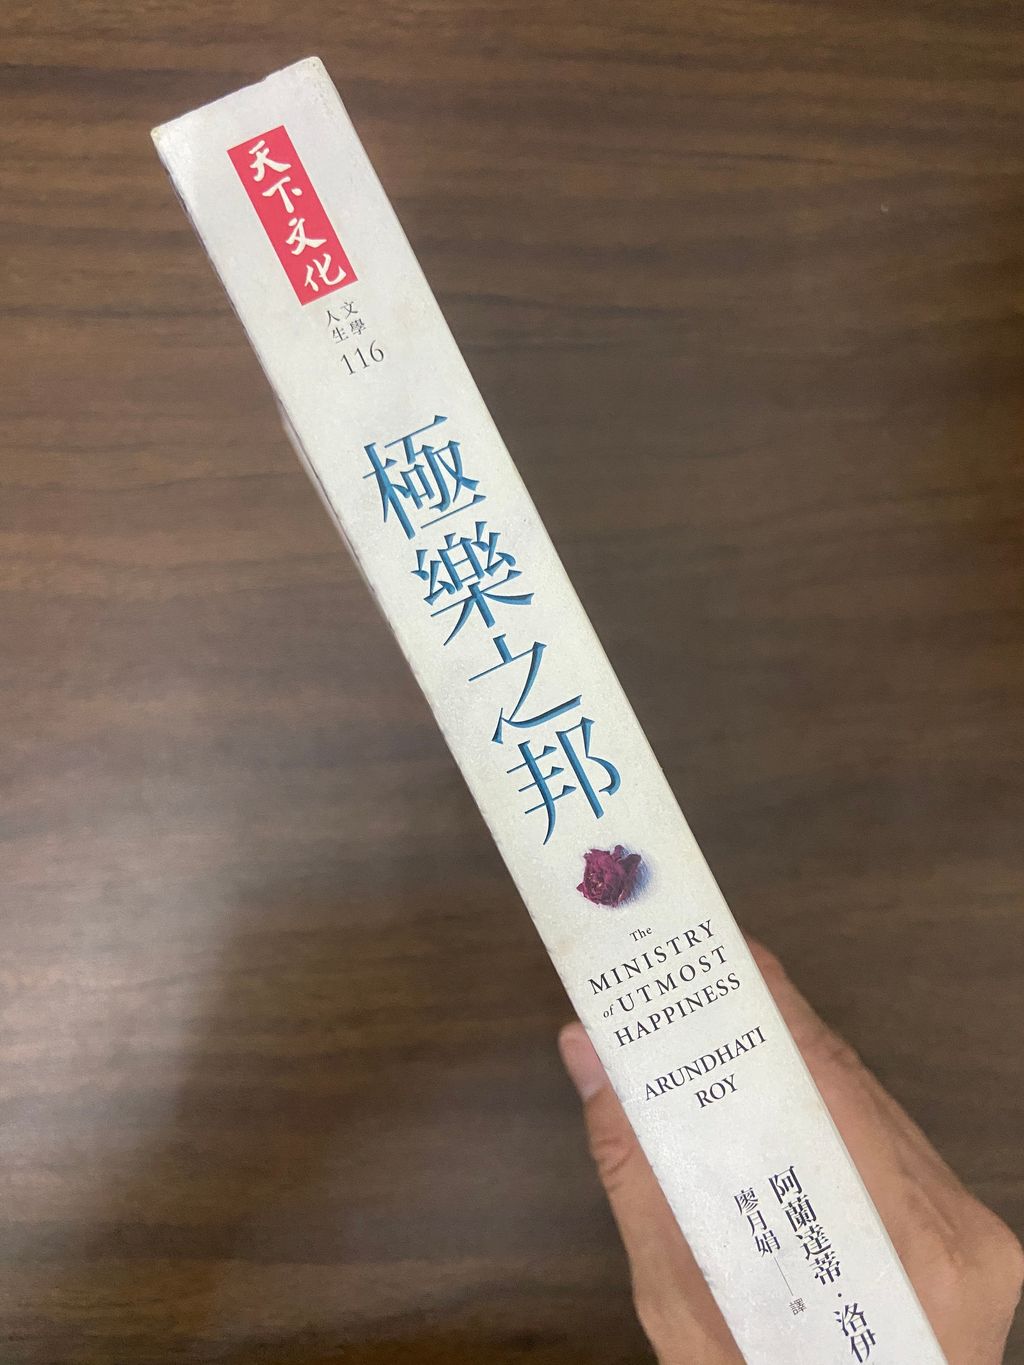 天下文化
文學人生
116
極樂之邦
The
MINISTRY
of UTMOST
HAPPINESS
ARUNDHATI
ROY
阿蘭達蒂・洛伊
廖月娟——譯